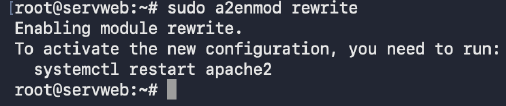 [root@servweb:~# sudo a2enmod rewrite
Enabling module rewrite.
To activate the new configuration, you need to run:
  systemctl restart apache2
root@servweb:~#